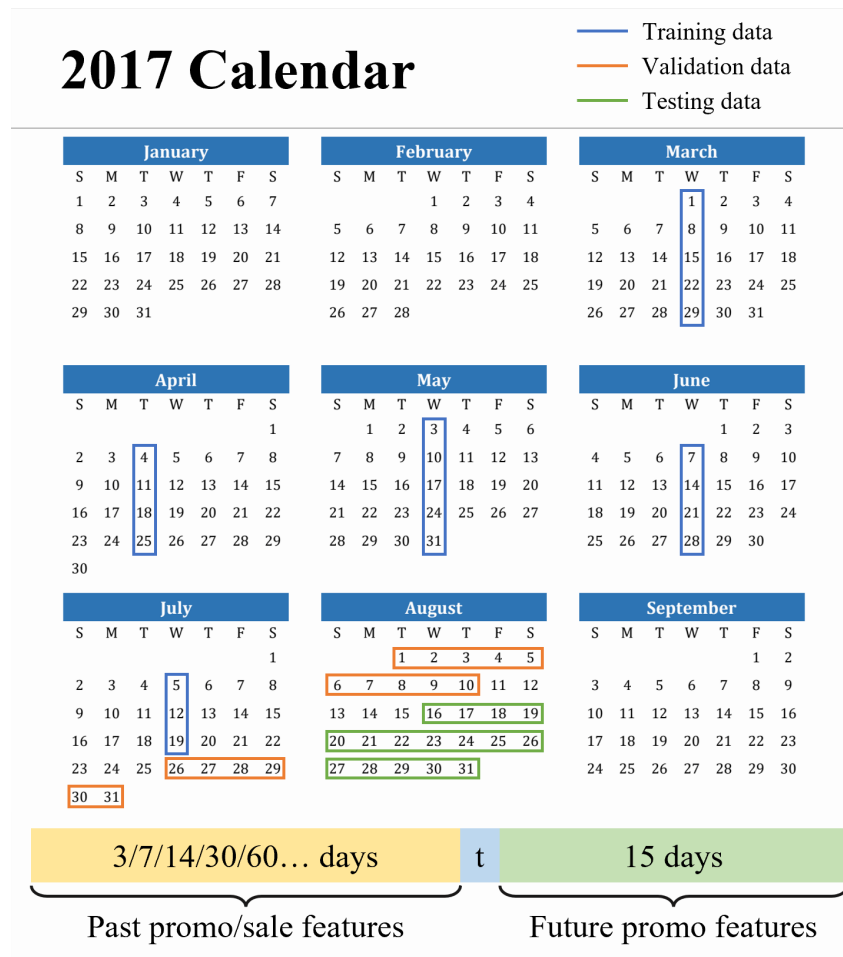 2017 Calendar
Training data
Validation data
Testing data
January February March
S M T W T F S S M T W T F S S M T W T F S
1 2 3 4 5 6 7 1 2 3 4 1 2 3 4
8 9 10 11 12 13 14 5 6 7 8 9 10 11 5 6 7 8 9 10 11
15 16 17 18 19 20 21 12 13 14 15 16 17 18 12 13 14 15 16 17 18
22 23 24 25 26 27 28 19 20 21 22 23 24 25 19 20 21 22 23 24 25
29 30 31 26 27 28 26 27 28 29 30 31
April May June
S M T W T F S S M T W T F S S M T W T F S
1 1 2 3 4 5 6 1 2 3
2 3 4 5 6 7 8 7 8 9 10 11 12 13 4 5 6 7 8 9 10
9 10 11 12 13 14 15 14 15 16 17 18 19 20 11 12 13 14 15 16 17
16 17 18 19 20 21 22 21 22 23 24 25 26 27 18 19 20 21 22 23 24
23 24 25 26 27 28 29 28 29 30 31 25 26 27 28 29 30
30
July August September
S M T W T F S S M T W T F S S M T W T F S
1 1 2 3 4 5 1 2
2 3 4 5 6 7 8 6 7 8 9 10 11 12 3 4 5 6 7 8 9
9 10 11 12 13 14 15 13 14 15 16 17 18 19 10 11 12 13 14 15 16
16 17 18 19 20 21 22 20 21 22 23 24 25 26 17 18 19 20 21 22 23
23 24 25 26 27 28 29 27 28 29 30 31 24 25 26 27 28 29 30
30 31
3/7/14/30/60… days t 15 days
Past promo/sale features Future promo features